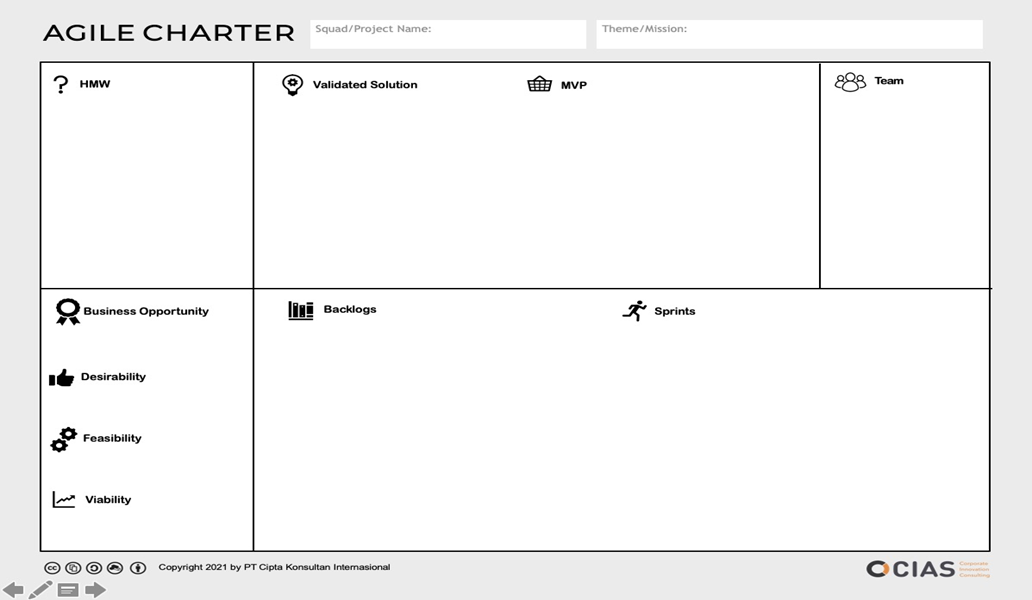 AGILE CHARTER
Squad/Project Name:
Theme/Mission:
HMW
Validated Solution
MVP
Team
Business Opportunity
Desirability
Feasibility
Viability
Backlogs
Sprints
Copyright 2021 by PT Cipta Konsultan Internasional
CIAS
Corporate
Innovation
Consulting